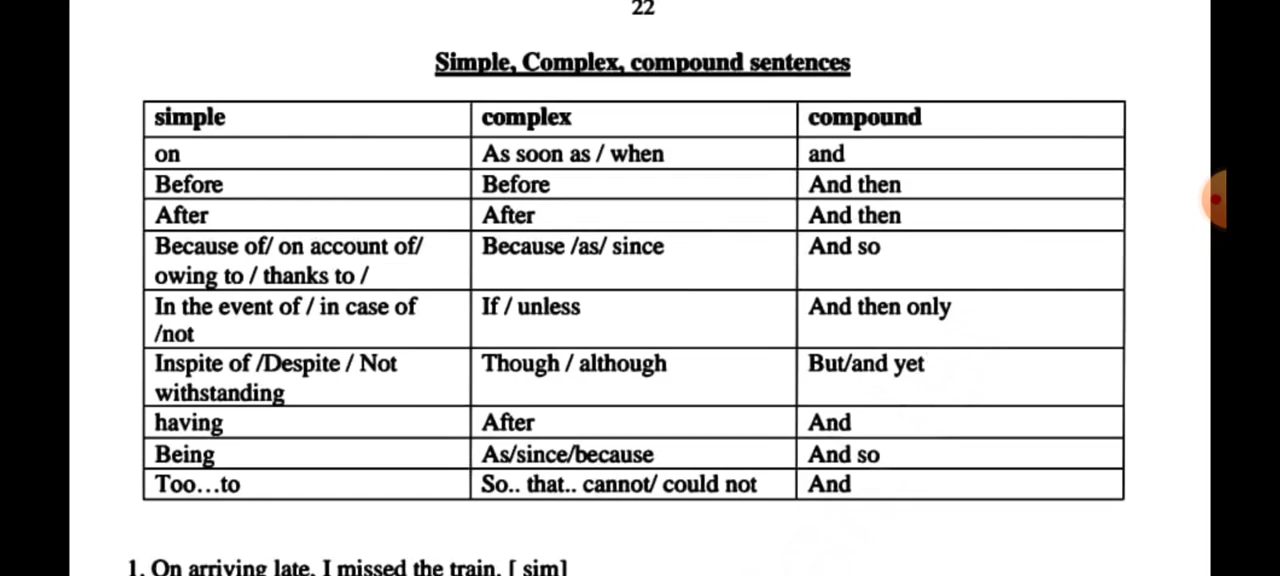 22
Simple, Complex, compound sentences
simple complex compound
on As soon as / when and
Before Before And then
After After And then
Because of/ on account of/ Because /as/ since And so
owing to / thanks to /
In the event of / in case of If / unless And then only
/not
Inspite of /Despite / Not Though / although But/and yet
withstanding
having After And
Being As/since/because And so
Too...to So.. that.. cannot/ could not And
1. On arriving late, I missed the train. [ sim]